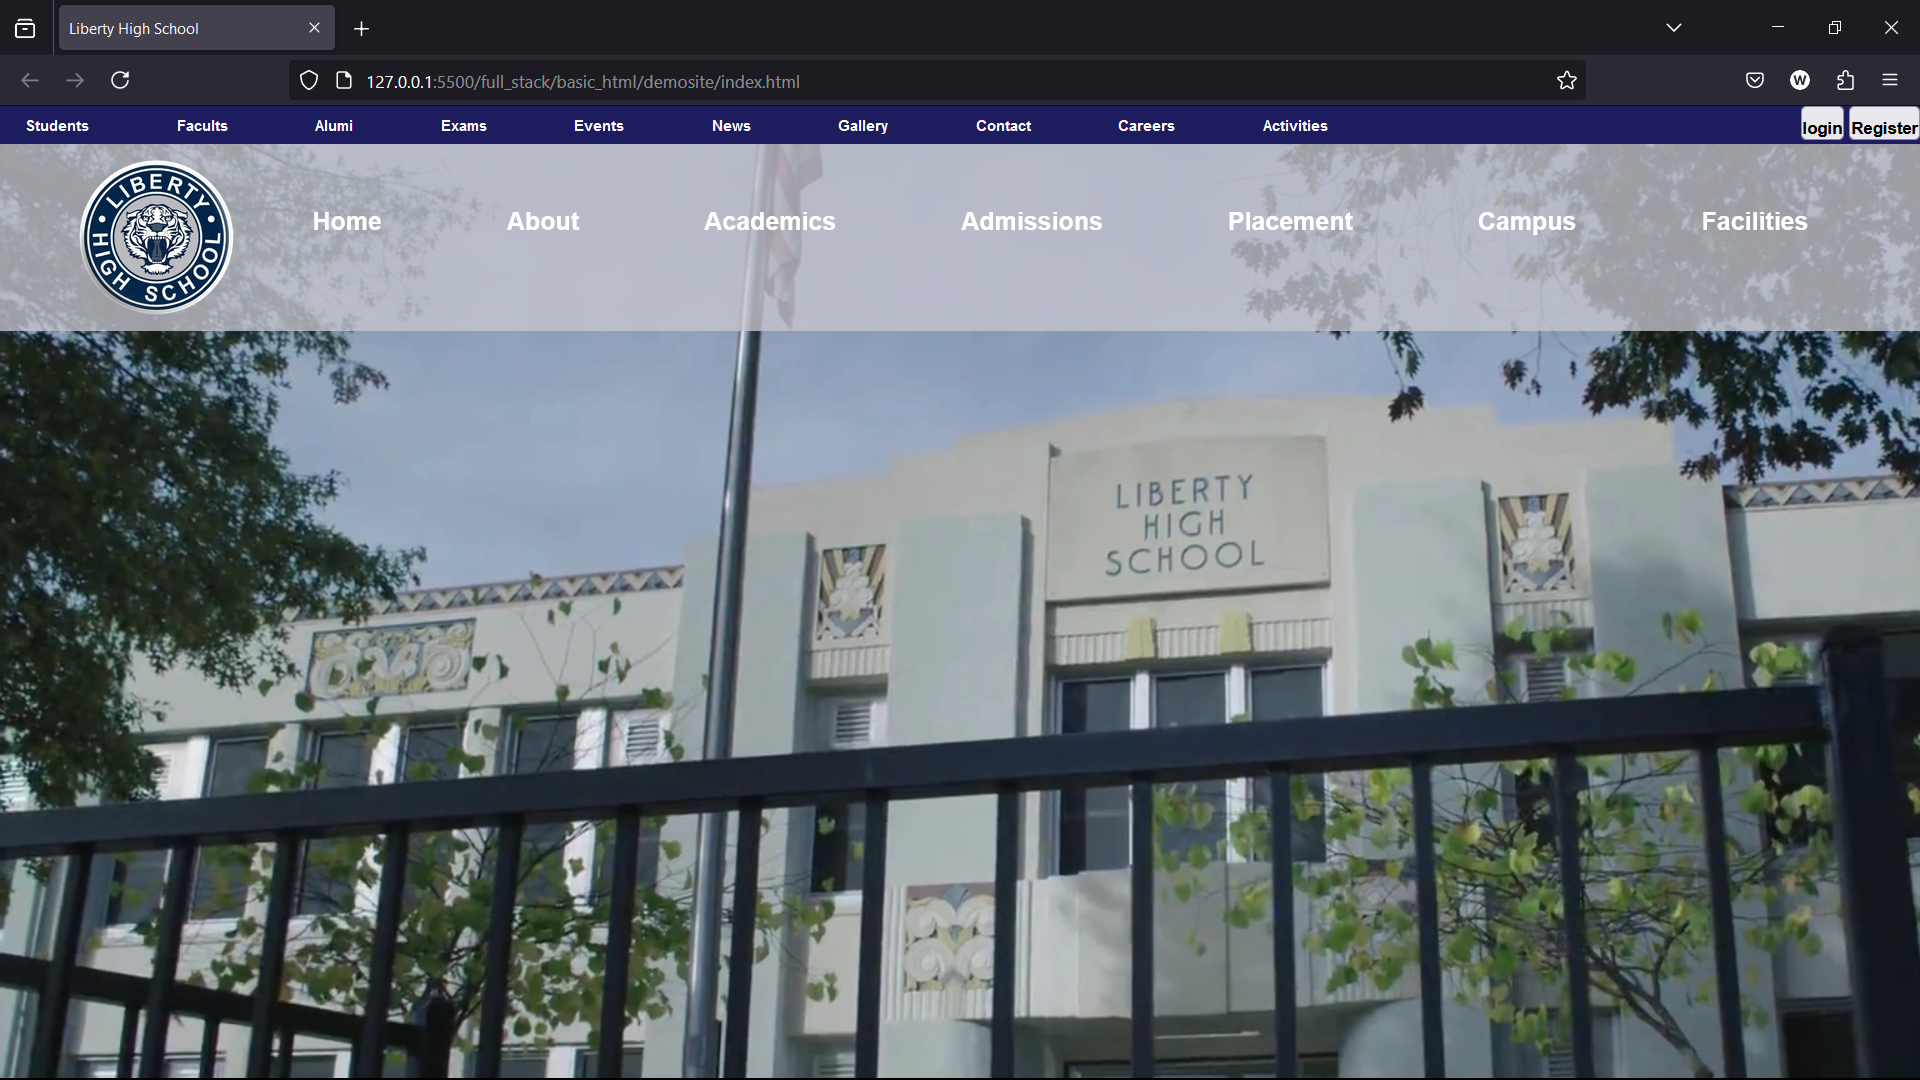 Liberty High School
127.0.0.1:5500/full_stack/basic_html/demosite/index.html
W
Students Faculties Alumi Exams Events News Gallery Contact Careers Activities login Register
LIBERTY
HIGH SCHOOL
Home About Academics Admissions Placement Campus Facilities
LIBERTY
HIGH
SCHOOL